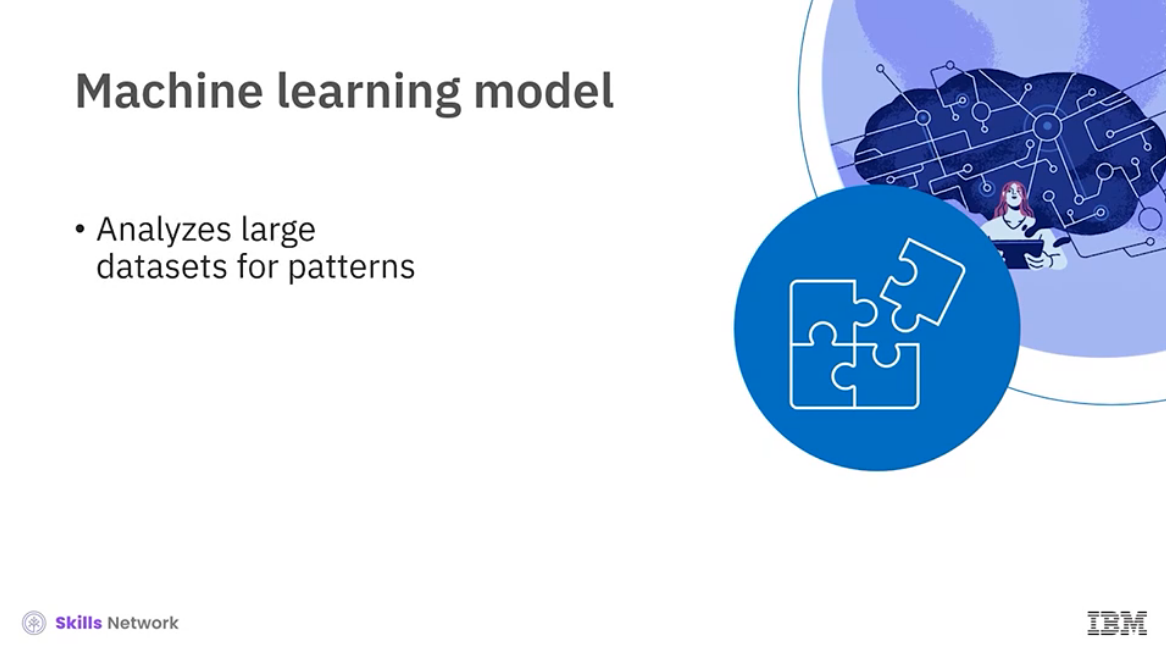 Machine learning model
• Analyzes large
datasets for patterns
Skills Network
IBM